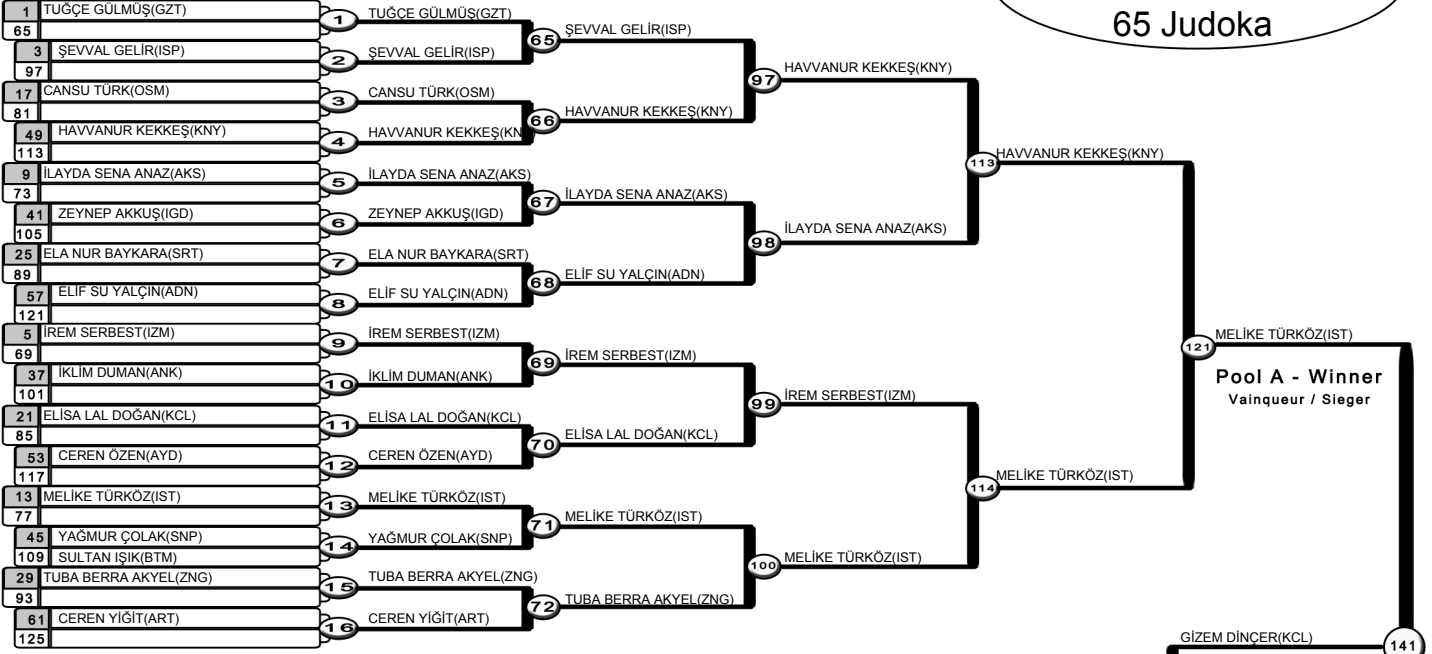 65 Judoka
1 TUĞÇE GÜLMÜŞ(GZT)
65
3 ŞEVVAL GELİR(ISP)
97
17 CANSU TÜRK(OSM)
81
49 HAVVANUR KEKKEŞ(KNY)
113
9 İLAYDA SENA ANAZ(AKS)
73
41 ZEYNEP AKKUŞ(IGD)
105
25 ELA NUR BAYKARA(SRT)
89
57 ELİF SU YALÇIN(ADN)
121
5 İREM SERBEST(IZM)
69
37 İKLİM DUMAN(ANK)
101
21 ELİSA LAL DOĞAN(KCL)
85
53 CEREN ÖZEN(AYD)
117
13 MELİKE TÜRKÖZ(IST)
77
45 YAĞMUR ÇOLAK(SNP)
109 SULTAN IŞIK(BTM)
29 TUBA BERRA AKYEL(ZNG)
93
61 CEREN YİĞİT(ART)
125
1 TUĞÇE GÜLMÜŞ(GZT)
2 ŞEVVAL GELİR(ISP)
3 CANSU TÜRK(OSM)
4 HAVVANUR KEKKEŞ(KN
5 İLAYDA SENA ANAZ(AKS)
6 ZEYNEP AKKUŞ(IGD)
7 ELA NUR BAYKARA(SRT)
8 ELİF SU YALÇIN(ADN)
9 İREM SERBEST(IZM)
10 İKLİM DUMAN(ANK)
11 ELİSA LAL DOĞAN(KCL)
12 CEREN ÖZEN(AYD)
13 MELİKE TÜRKÖZ(IST)
14 YAĞMUR ÇOLAK(SNP)
15 TUBA BERRA AKYEL(ZNG)
16 CEREN YİĞİT(ART)
65 ŞEVVAL GELİR(ISP)
66 HAVVANUR KEKKEŞ(KNY)
67 İLAYDA SENA ANAZ(AKS)
68 ELİF SU YALÇIN(ADN)
69 İREM SERBEST(IZM)
70 ELİSA LAL DOĞAN(KCL)
71 MELİKE TÜRKÖZ(IST)
72 TUBA BERRA AKYEL(ZNG)
97 HAVVANUR KEKKEŞ(KNY)
98 İLAYDA SENA ANAZ(AKS)
99 İREM SERBEST(IZM)
100 MELİKE TÜRKÖZ(IST)
113 HAVVANUR KEKKEŞ(KNY)
114 MELİKE TÜRKÖZ(IST)
121 MELİKE TÜRKÖZ(IST)
Pool A - Winner
Vainqueur / Sieger
GİZEM DİNÇER(KCL)
141